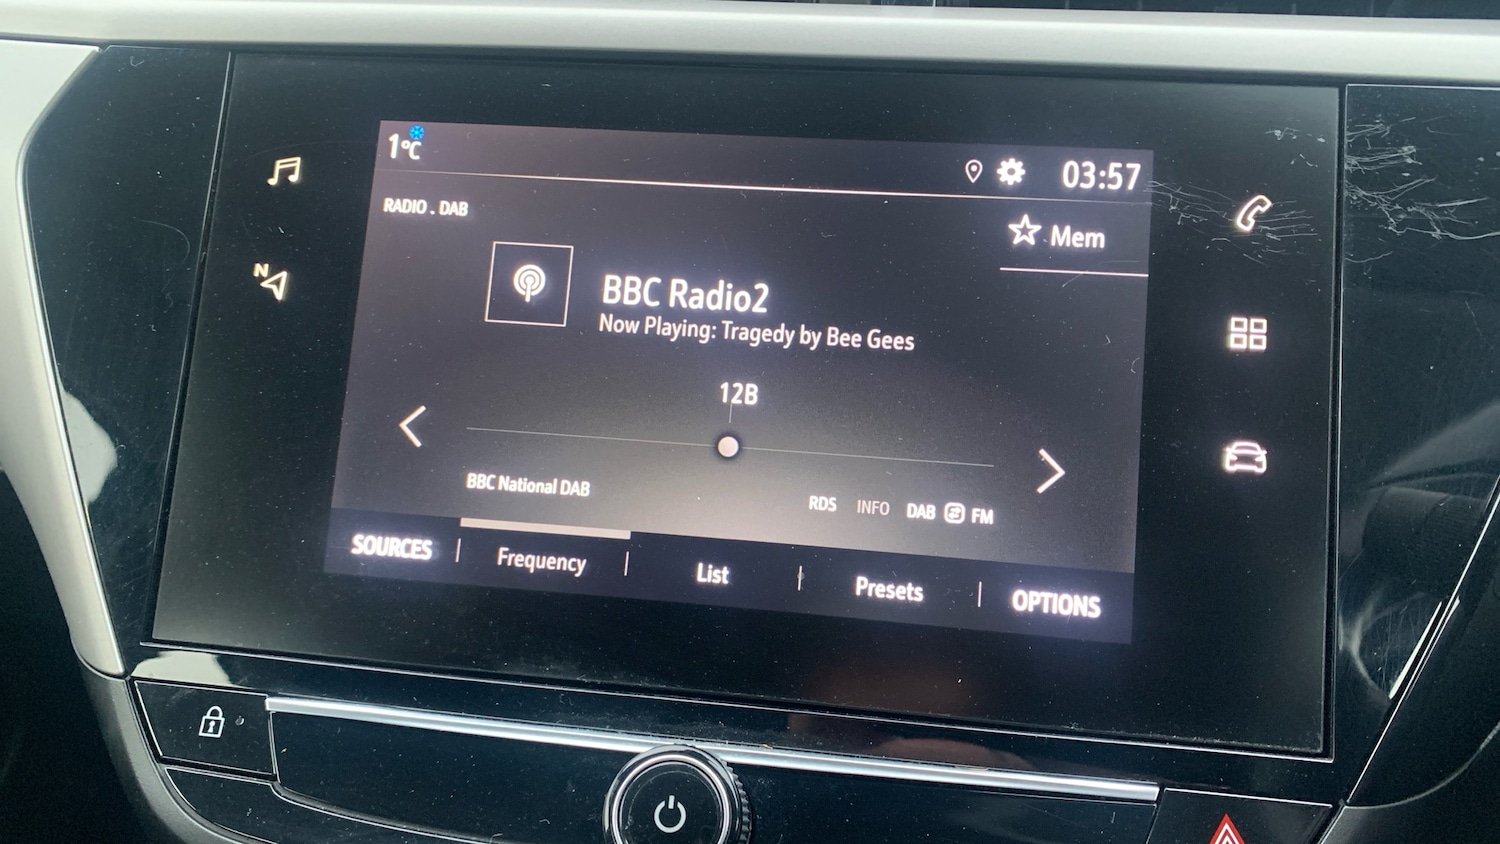 1°C
03:57
RADIO . DAB
Mem
BBC Radio2
Now Playing: Tragedy by Bee Gees
12B
BBC National DAB
RDS INFO DAB FM
SOURCES Frequency List Presets OPTIONS
N